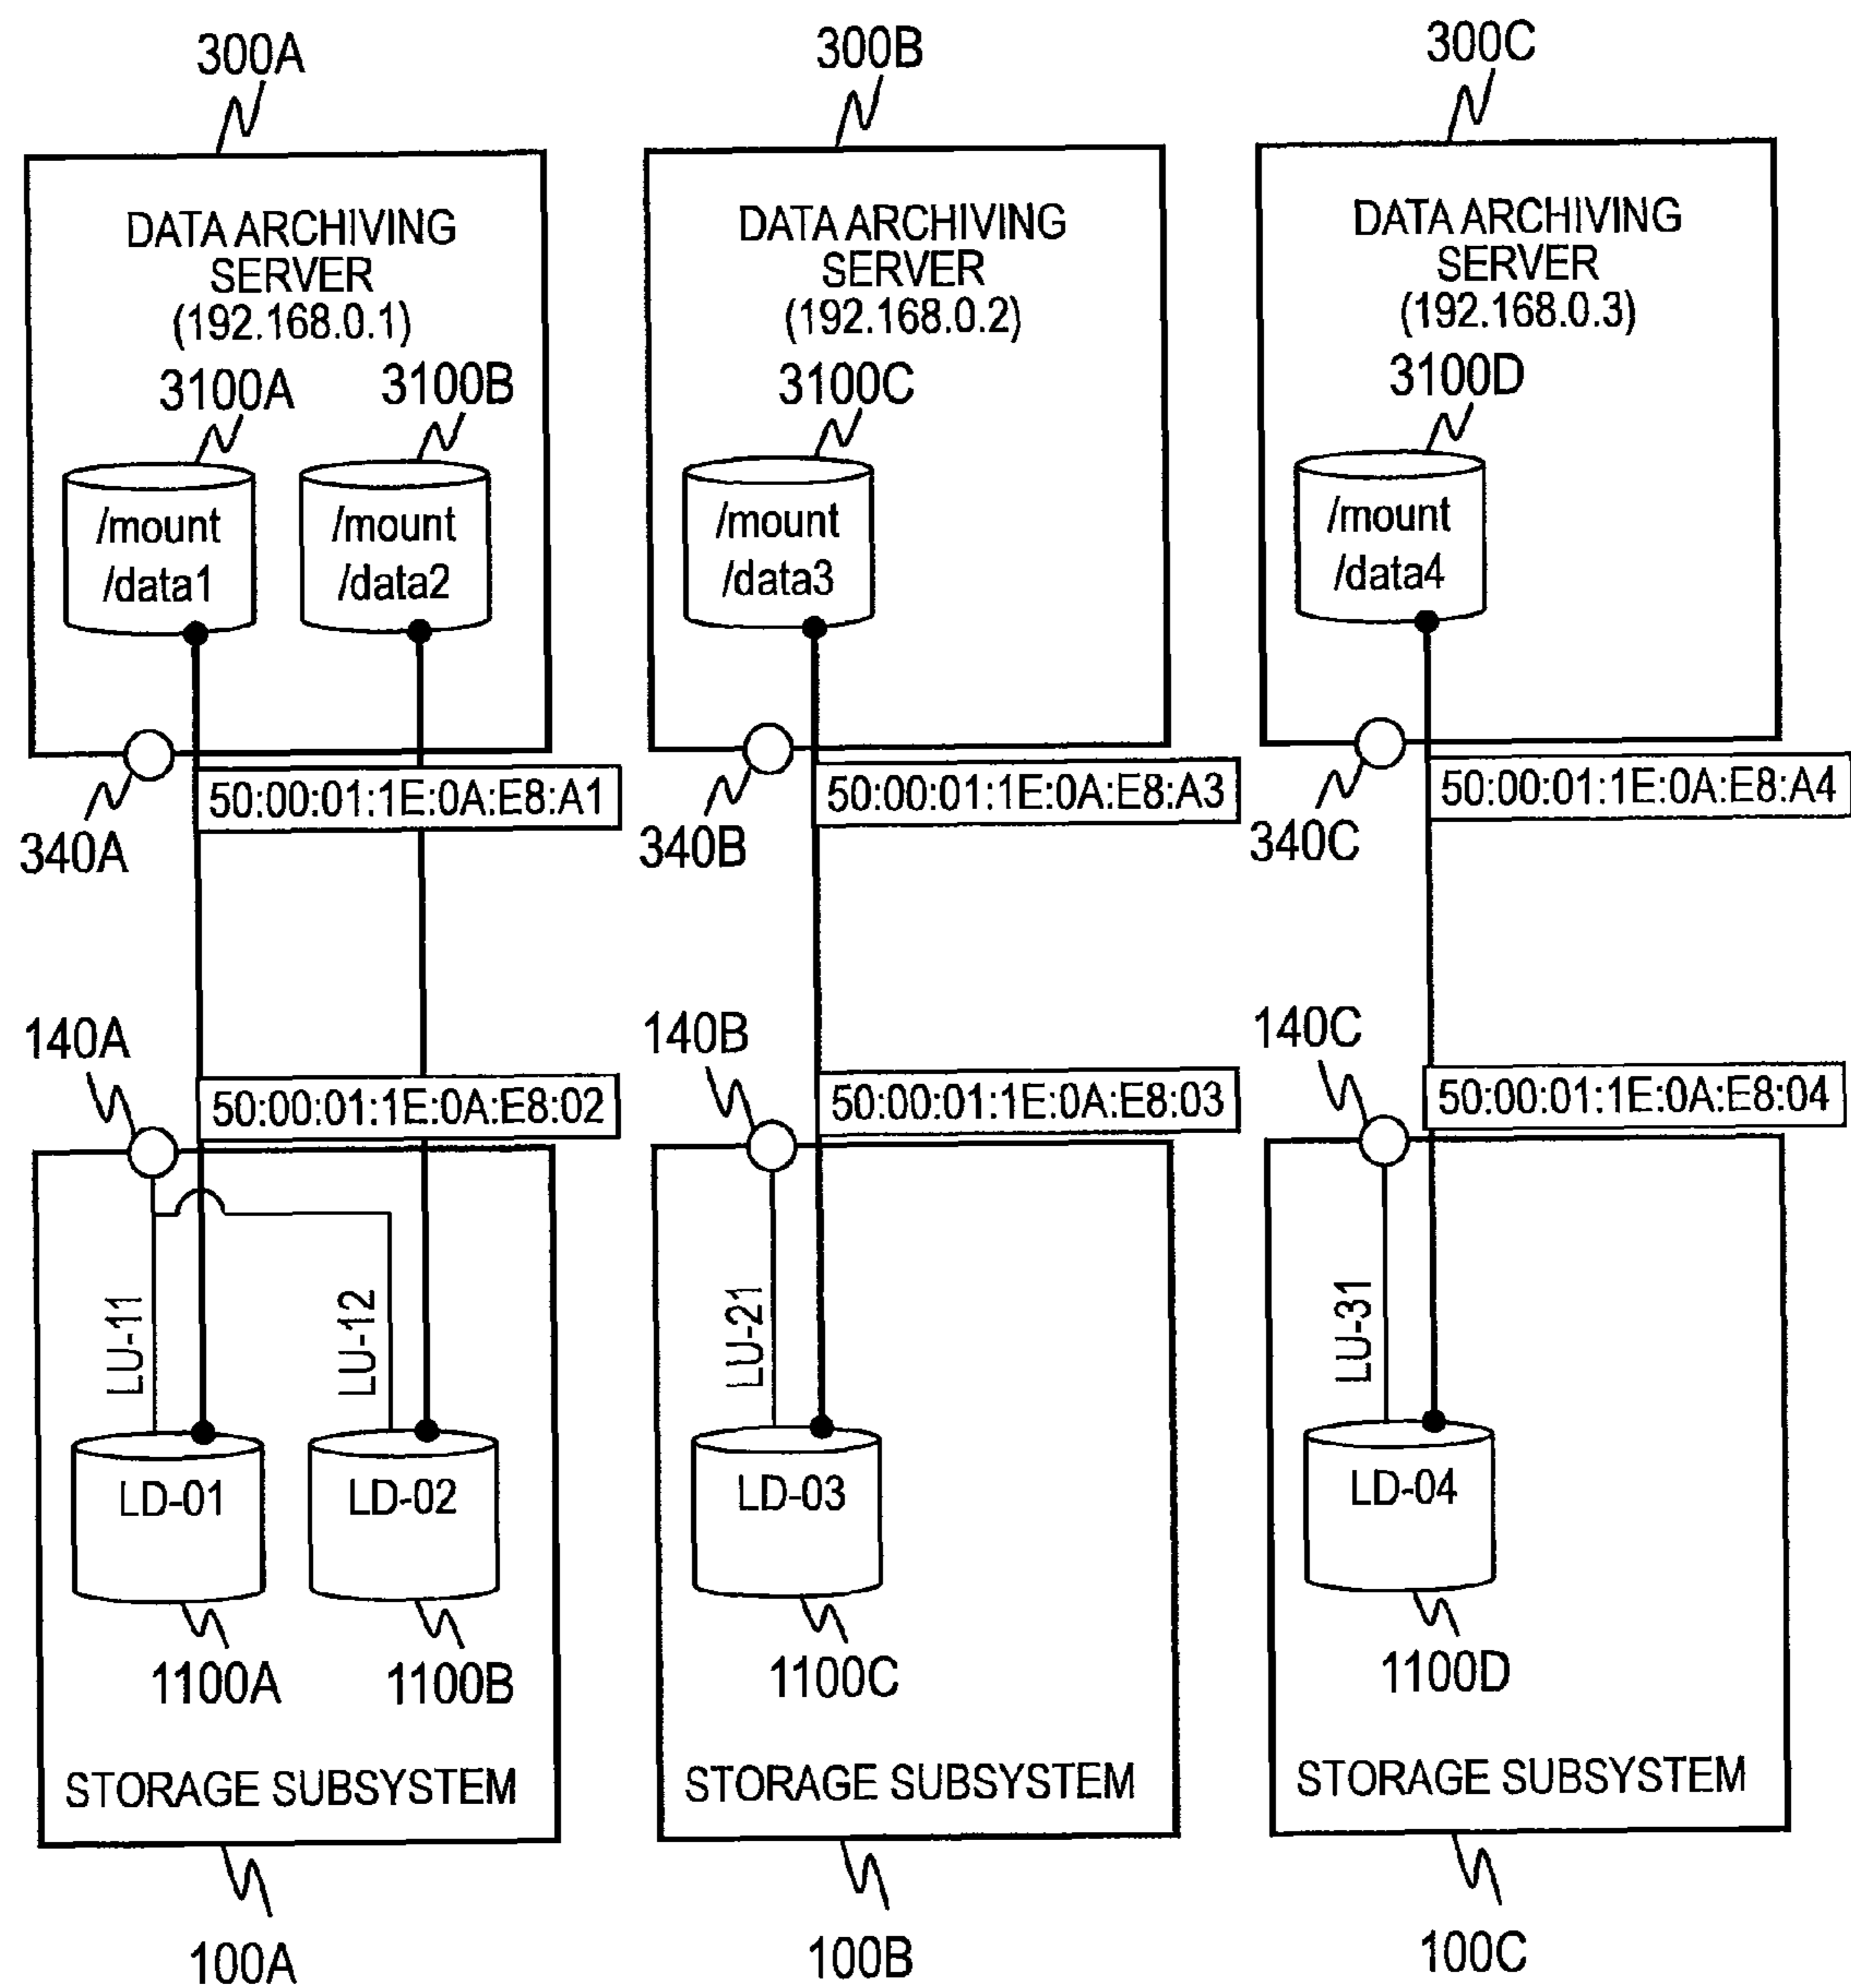 300A
300B
300C
DATA ARCHIVING
SERVER
(192.168.0.1)
3100A
3100B
/mount
/data1
/mount
/data2
DATA ARCHIVING
SERVER
(192.168.0.2)
3100C
/mount
/data3
DATA ARCHIVING
SERVER
(192.168.0.3)
3100D
/mount
/data4
340A
50:00:01:1E:0A:E8:A1
340B
50:00:01:1E:0A:E8:A3
340C
50:00:01:1E:0A:E8:A4
140A
50:00:01:1E:0A:E8:02
140B
50:00:01:1E:0A:E8:03
140C
50:00:01:1E:0A:E8:04
LU-11
LU-12
LD-01
LD-02
1100A
1100B
STORAGE SUBSYSTEM
LU-21
LD-03
1100C
STORAGE SUBSYSTEM
LU-31
LD-04
1100D
STORAGE SUBSYSTEM
100A
100B
100C